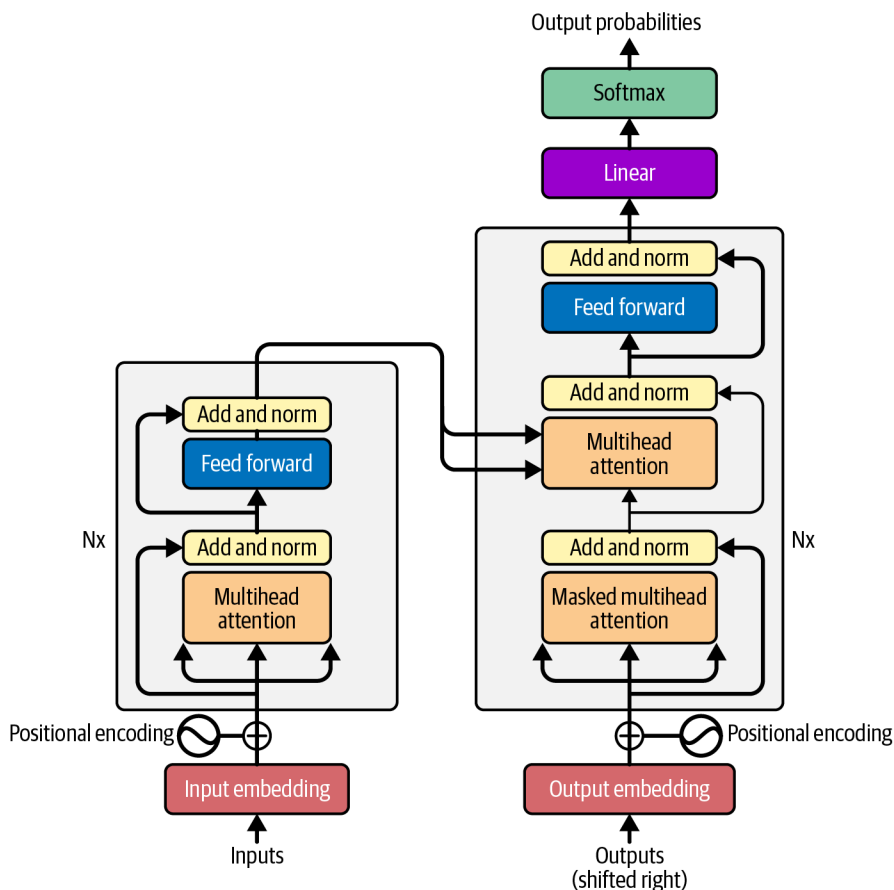 Output probabilities
Softmax
Linear
Add and norm
Feed forward
Add and norm
Multihead
attention
Add and norm
Masked multihead
attention
Nx
Positional encoding
Output embedding
Outputs
(shifted right)
Add and norm
Feed forward
Add and norm
Multihead
attention
Nx
Positional encoding
Input embedding
Inputs